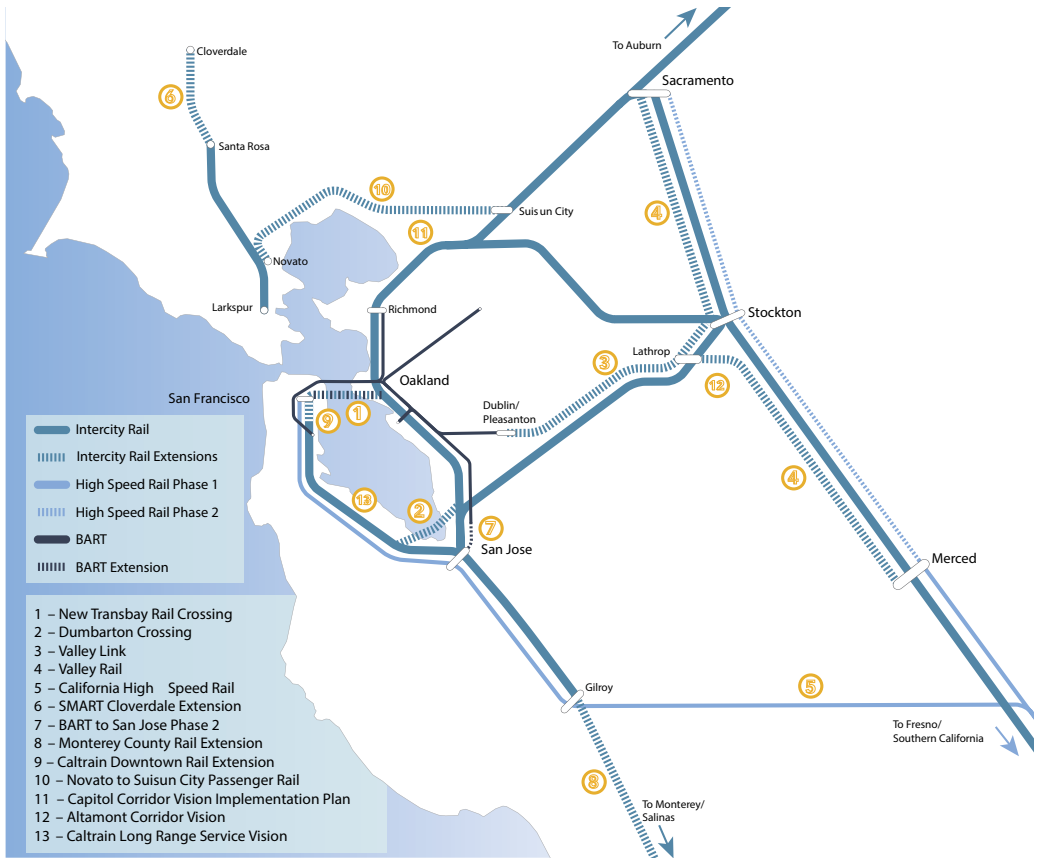 To Auburn
Cloverdale
Sacramento
6
Santa Rosa
10
4
Suisun City
11
Novato
Larkspur
Richmond
Stockton
Lathrop
3
12
Oakland
San Francisco
1
9
Dublin/
Pleasanton
Intercity Rail
Intercity Rail Extensions
High Speed Rail Phase 1
High Speed Rail Phase 2
BART
BART Extension
4
13
2
7
San Jose
Merced
1 – New Transbay Rail Crossing
2 – Dumbarton Crossing
3 – Valley Link
4 – Valley Rail
5 – California High Speed Rail
6 – SMART Cloverdale Extension
7 – BART to San Jose Phase 2
8 – Monterey County Rail Extension
9 – Caltrain Downtown Rail Extension
10 – Novato to Suisun City Passenger Rail
11 – Capitol Corridor Vision Implementation Plan
12 – Altamont Corridor Vision
13 – Caltrain Long Range Service Vision
Gilroy
5
To Fresno/
Southern California
8
To Monterey/
Salinas